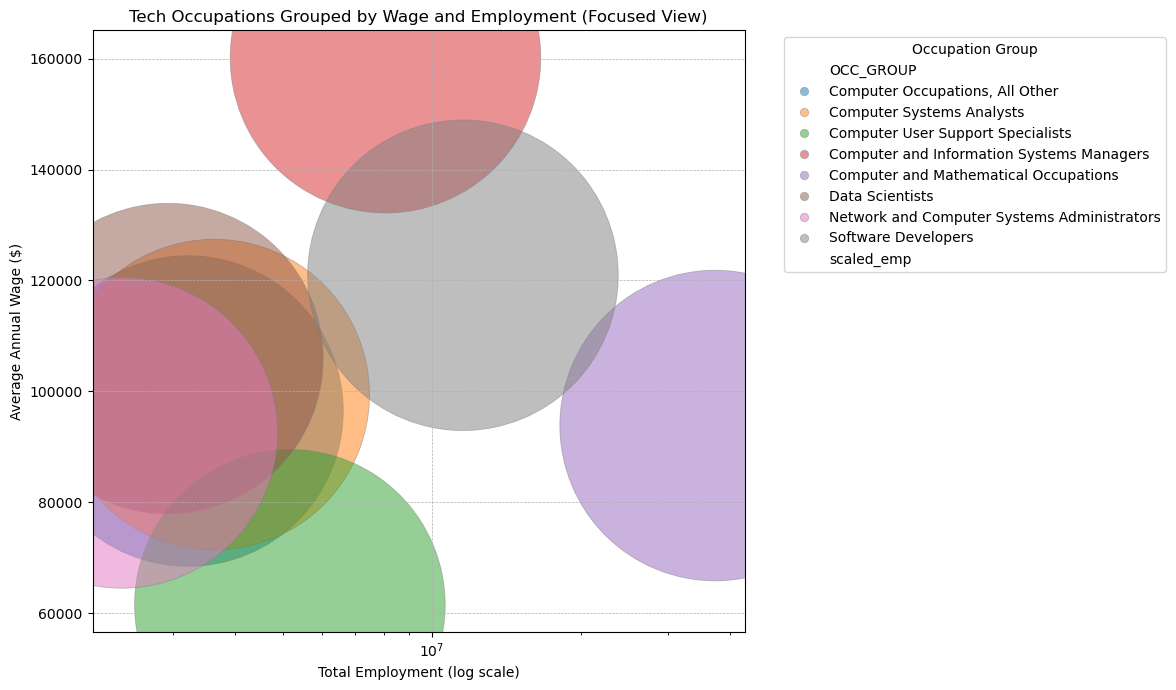 Tech Occupations Grouped by Wage and Employment (Focused View)
160000
140000
120000
100000
80000
60000
Average Annual Wage ($)
10^7
Total Employment (log scale)
Occupation Group
OCC_GROUP
Computer Occupations, All Other
Computer Systems Analysts
Computer User Support Specialists
Computer and Information Systems Managers
Computer and Mathematical Occupations
Data Scientists
Network and Computer Systems Administrators
Software Developers
scaled_emp